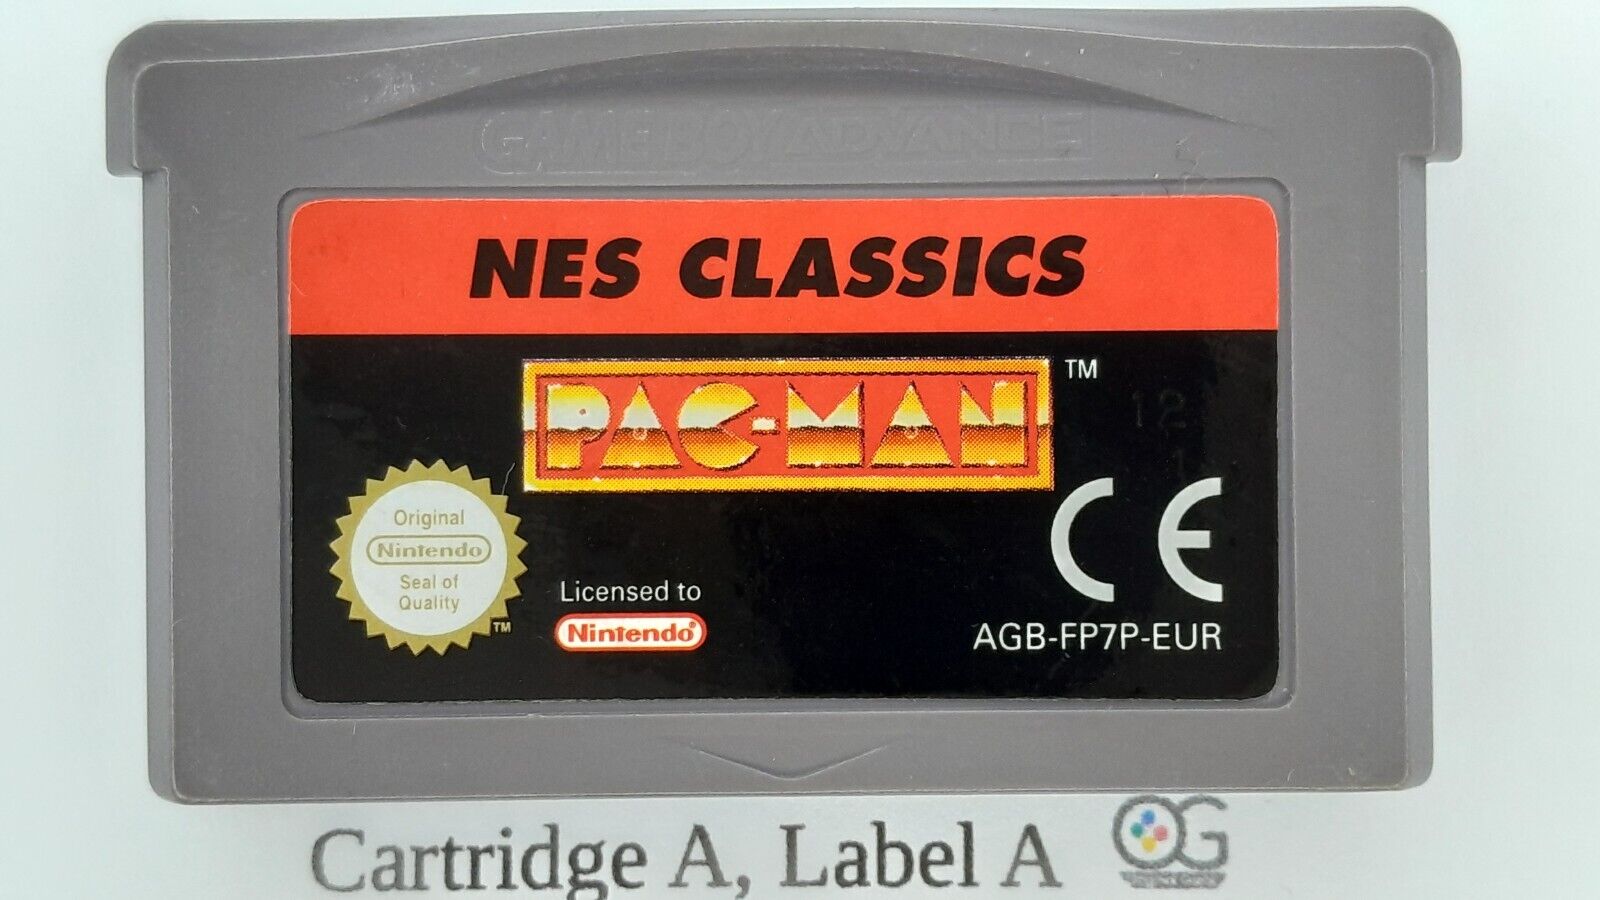 GAME BOY ADVANCE
NES CLASSICS
PAC-MAN TM
12
Original
Nintendo
Seal of
Quality
TM
Licensed to
Nintendo®
CE
AGB-FP7P-EUR
Cartridge A, Label A OG